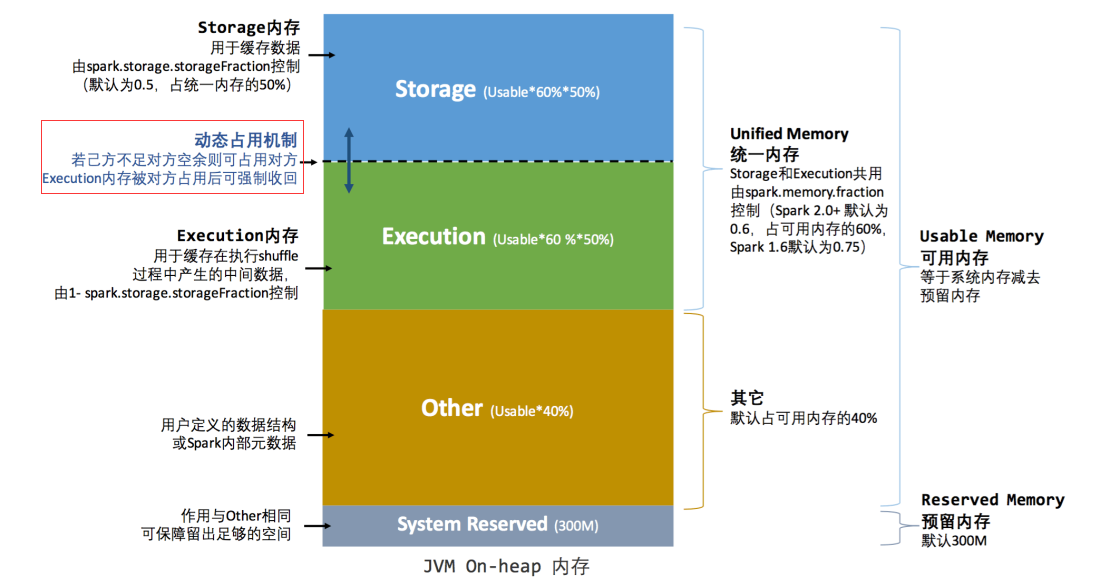 Storage内存
用于缓存数据
由spark.storage.storageFraction控制
（默认为0.5，占统一内存的50%）
动态占用机制
若己方不足对方空余则可占用对方
Execution内存被对方占用后可强制收回
Execution内存
用于缓存在执行shuffle
过程中产生的中间数据，
由1- spark.storage.storageFraction控制
用户定义的数据结构
或Spark内部元数据
作用与Other相同
可保障留出足够的空间
Storage (Usable*60%*50%)
Execution (Usable*60 %*50%)
Other (Usable*40%)
System Reserved (300M)
JVM On-heap 内存
Unified Memory
统一内存
Storage和Execution共用
由spark.memory.fraction
控制（Spark 2.0+ 默认为
0.6，占可用内存的60%，
Spark 1.6默认为0.75）
其它
默认占可用内存的40%
Usable Memory
可用内存
等于系统内存减去
预留内存
Reserved Memory
预留内存
默认300M